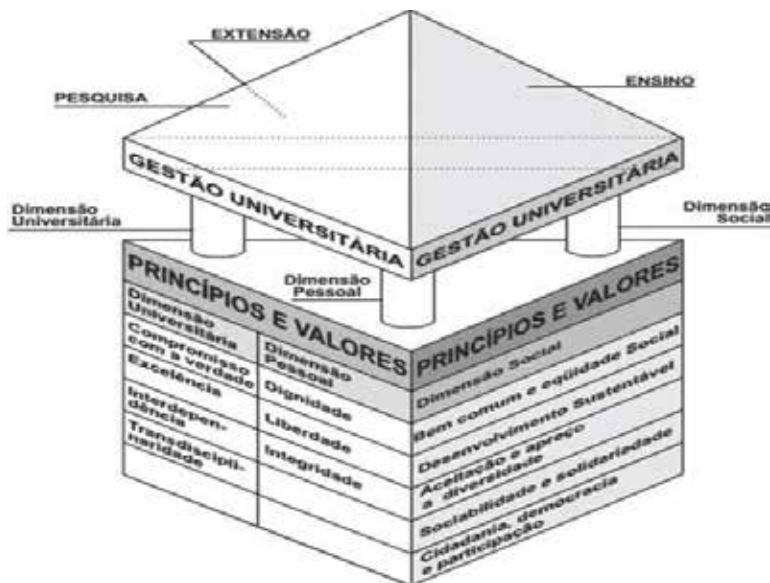 EXTENSÃO
PESQUISA
ENSINO
GESTÃO UNIVERSITÁRIA
GESTÃO UNIVERSITÁRIA
Dimensão
Universitária
Dimensão
Social
Dimensão
Pessoal
PRINCÍPIOS E VALORES
Dimensão
Universitária
Compromisso
com a verdade
Excelência
Interdepen-
dência
Transdiscipli-
naridade
Dimensão
Pessoal
Dignidade
Liberdade
Integridade
PRINCÍPIOS E VALORES
Dimensão Social
Bem comum e eqüidade Social
Desenvolvimento Sustentável
Aceitação e apreço
a diversidade
Sociabilidade e solidariedade
Cidadania, democracia
e participação